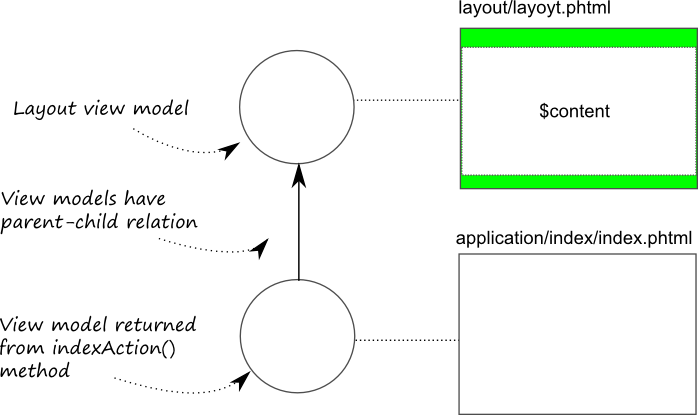 layout/layoyt.phtml
Layout view model
$content
View models have
parent-child relation
application/index/index.phtml
View model returned
from indexAction()
method